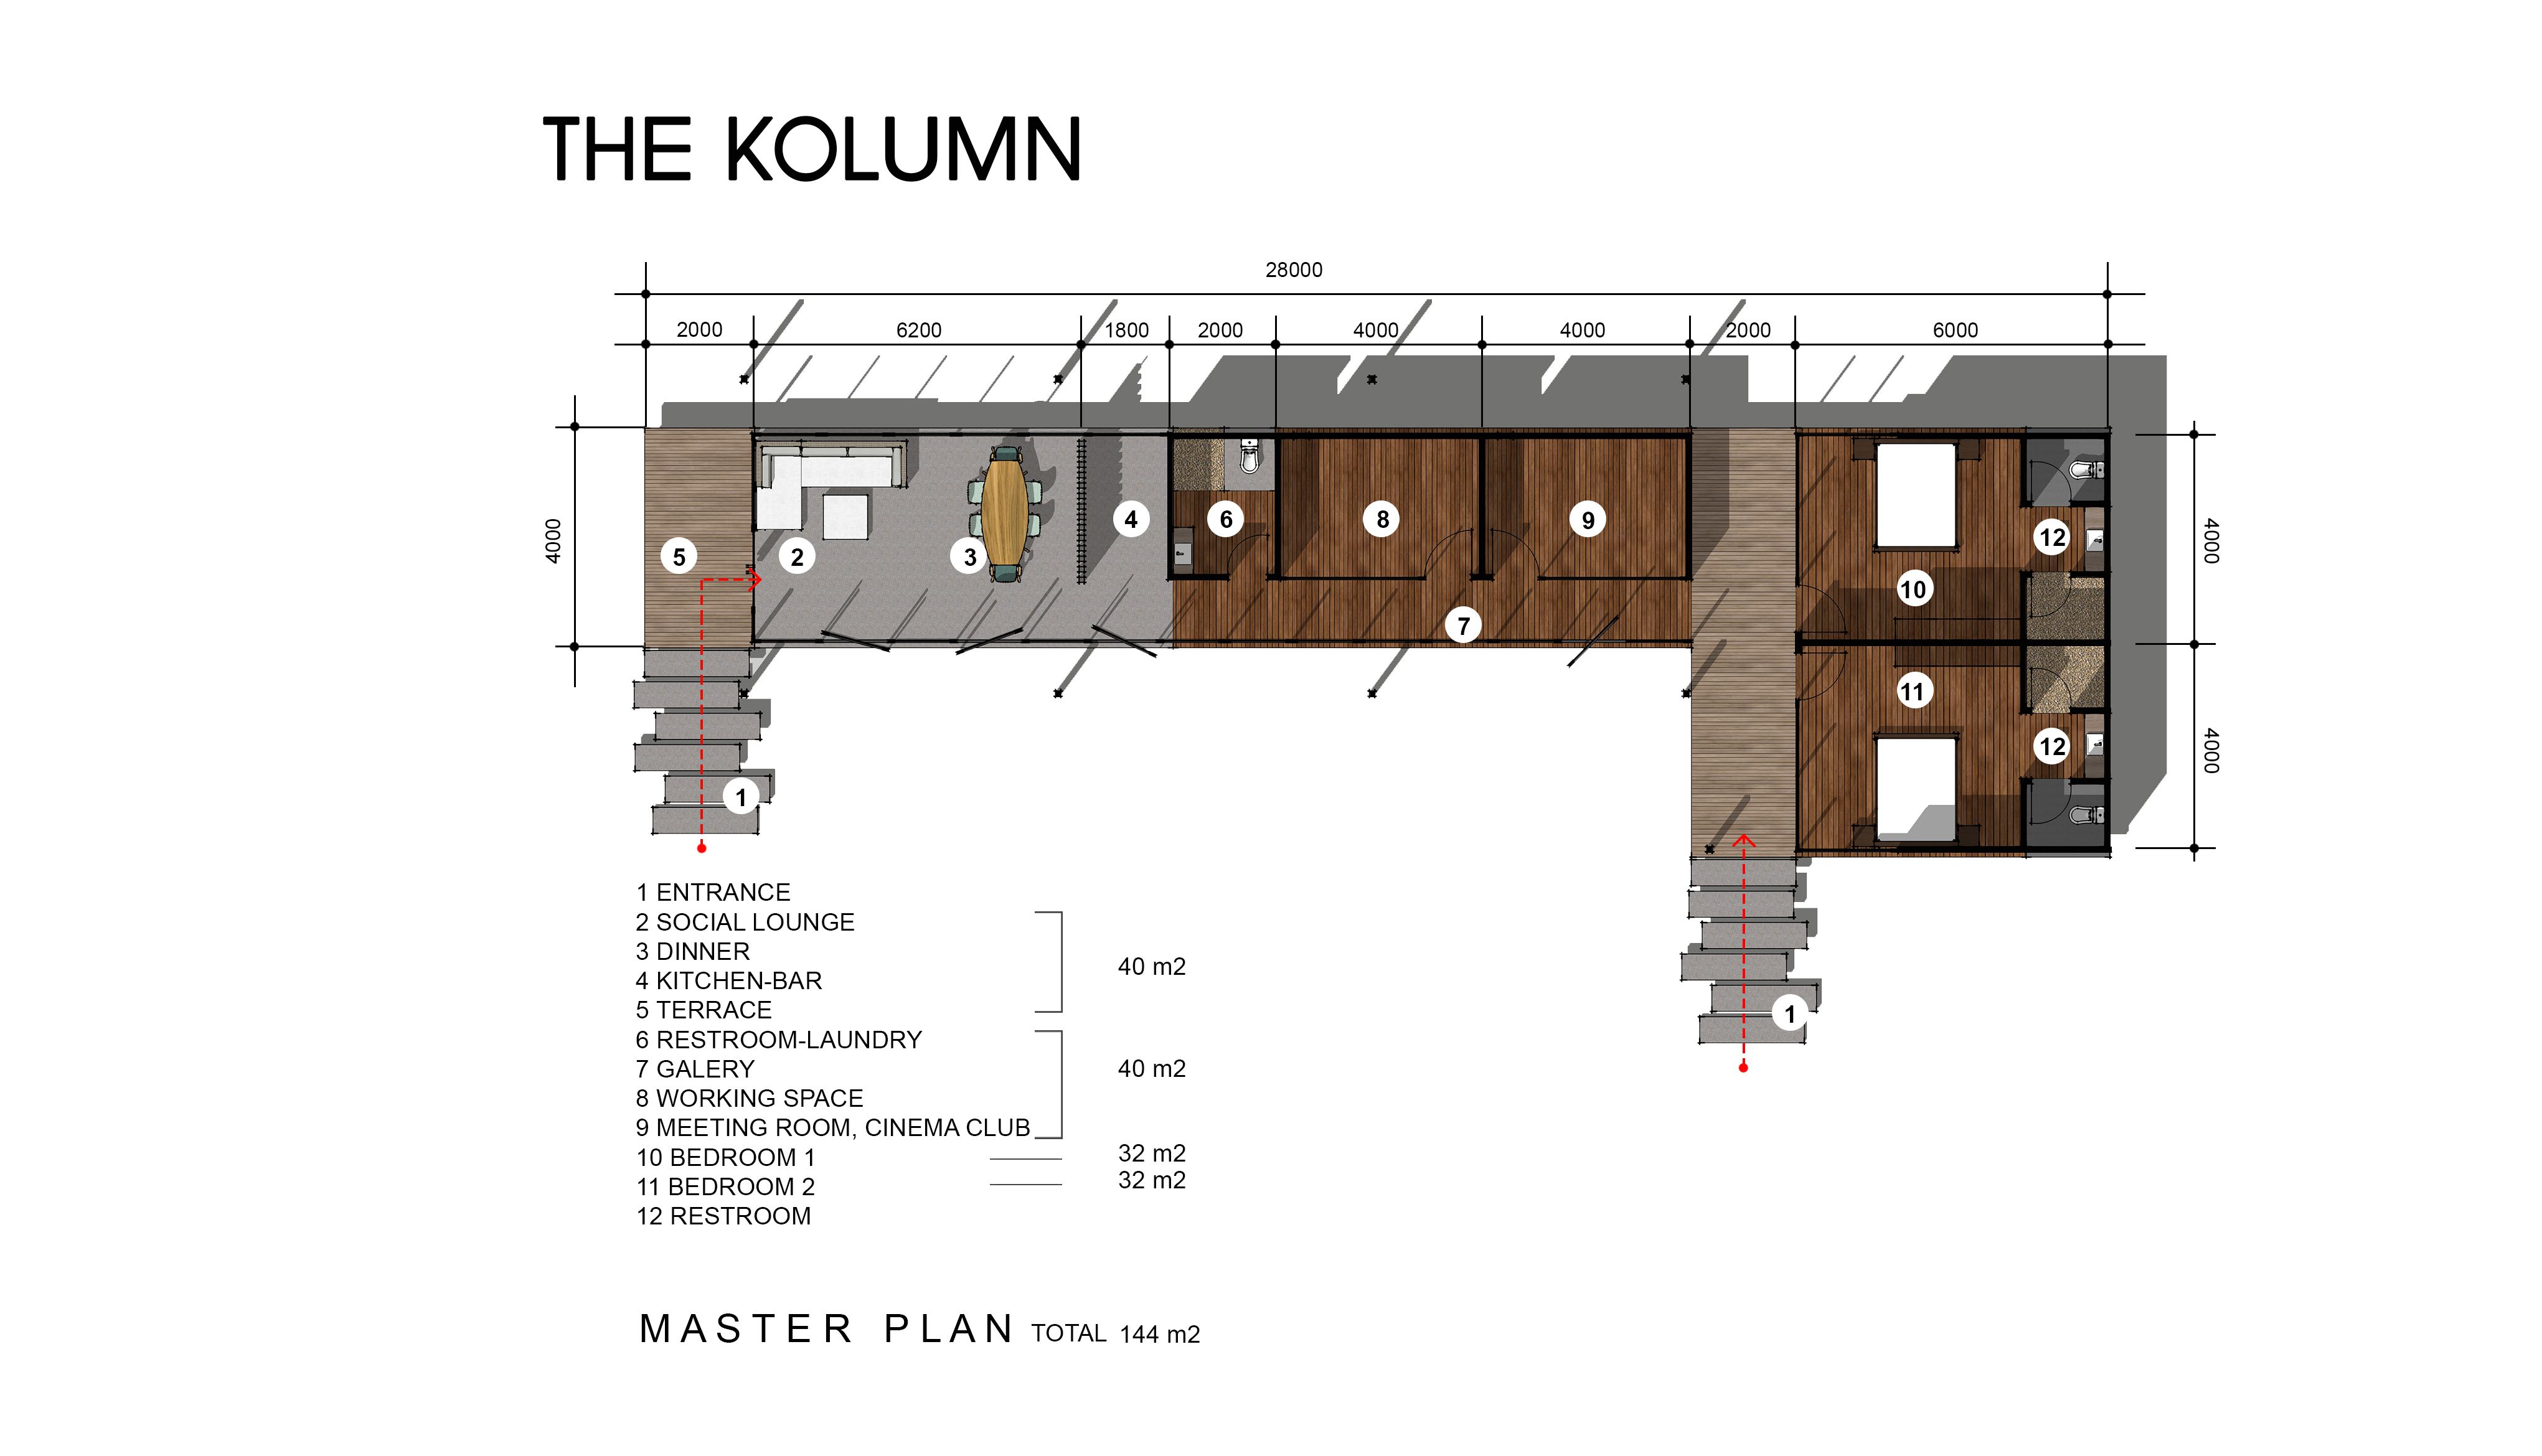 THE KOLUMN
28000
2000 6200 1800 2000 4000 4000 2000 6000
4000
4000
4000
5 2 3 4 6 8 9 7 10 12
11 12
1
1
1 ENTRANCE
2 SOCIAL LOUNGE
3 DINNER
4 KITCHEN-BAR
5 TERRACE
40 m2
6 RESTROOM-LAUNDRY
7 GALERY
8 WORKING SPACE
9 MEETING ROOM, CINEMA CLUB
40 m2
10 BEDROOM 1 32 m2
11 BEDROOM 2 32 m2
12 RESTROOM
MASTER PLAN TOTAL 144 m2